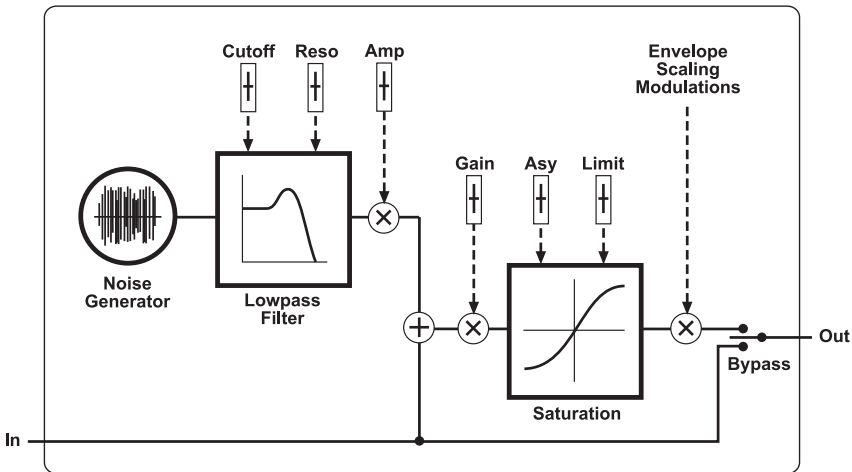 Cutoff Reso Amp
Envelope
Scaling
Modulations
Gain Asy Limit
Noise
Generator
Lowpass
Filter
Out
Bypass
Saturation
In